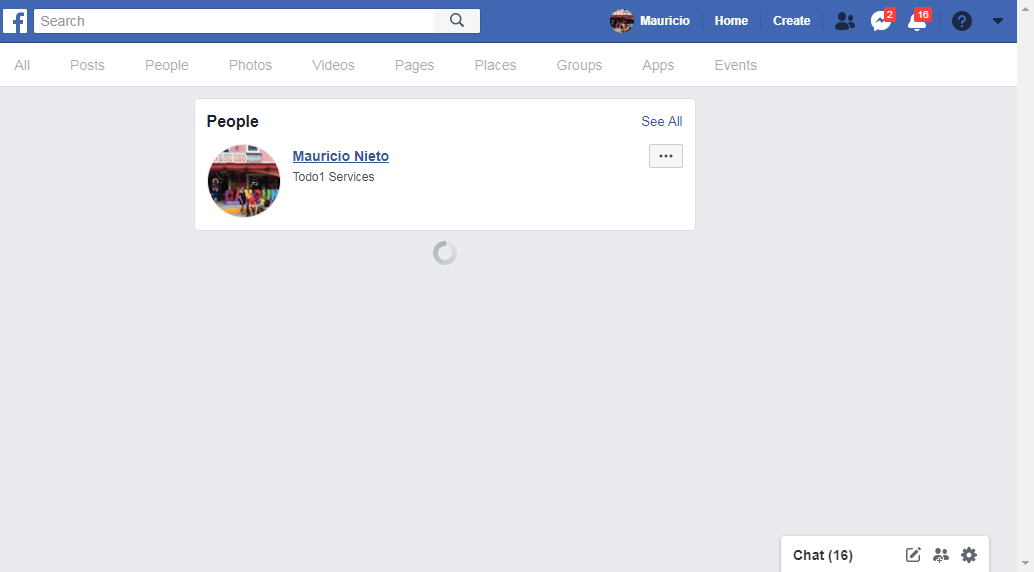 Search
Mauricio Home Create 2 16 ?
All Posts People Photos Videos Pages Places Groups Apps Events
People See All
Mauricio Nieto ...
Todo1 Services
Chat (16)